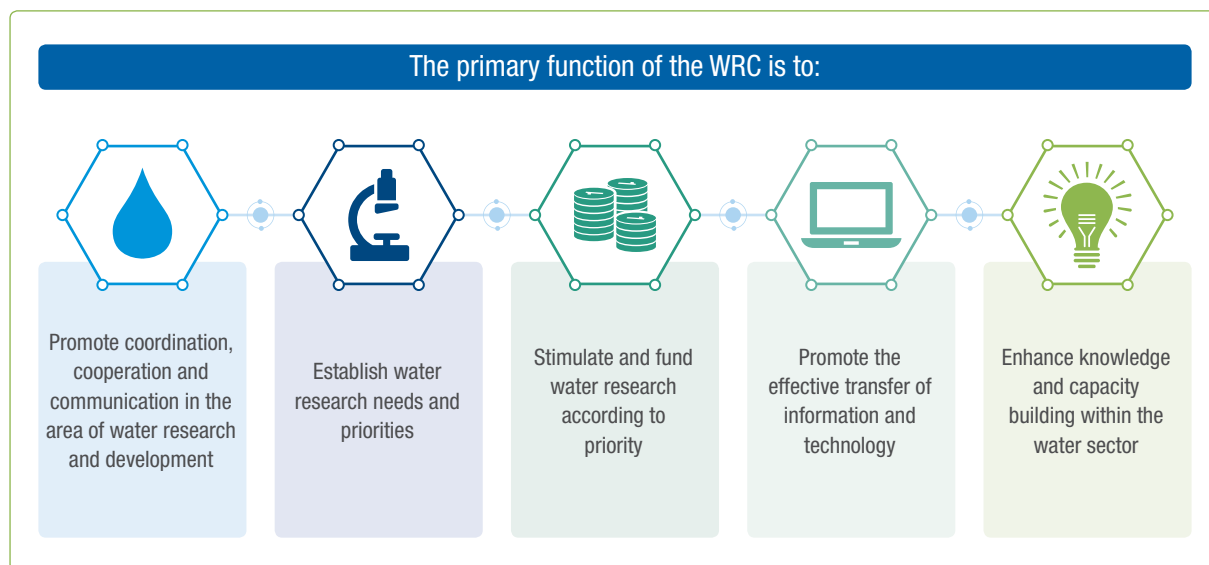 The primary function of the WRC is to:
Promote coordination,
cooperation and
communication in the
area of water research
and development
Establish water
research needs and
priorities
Stimulate and fund
water research
according to
priority
Promote the
effective transfer of
information and
technology
Enhance knowledge
and capacity
building within the
water sector